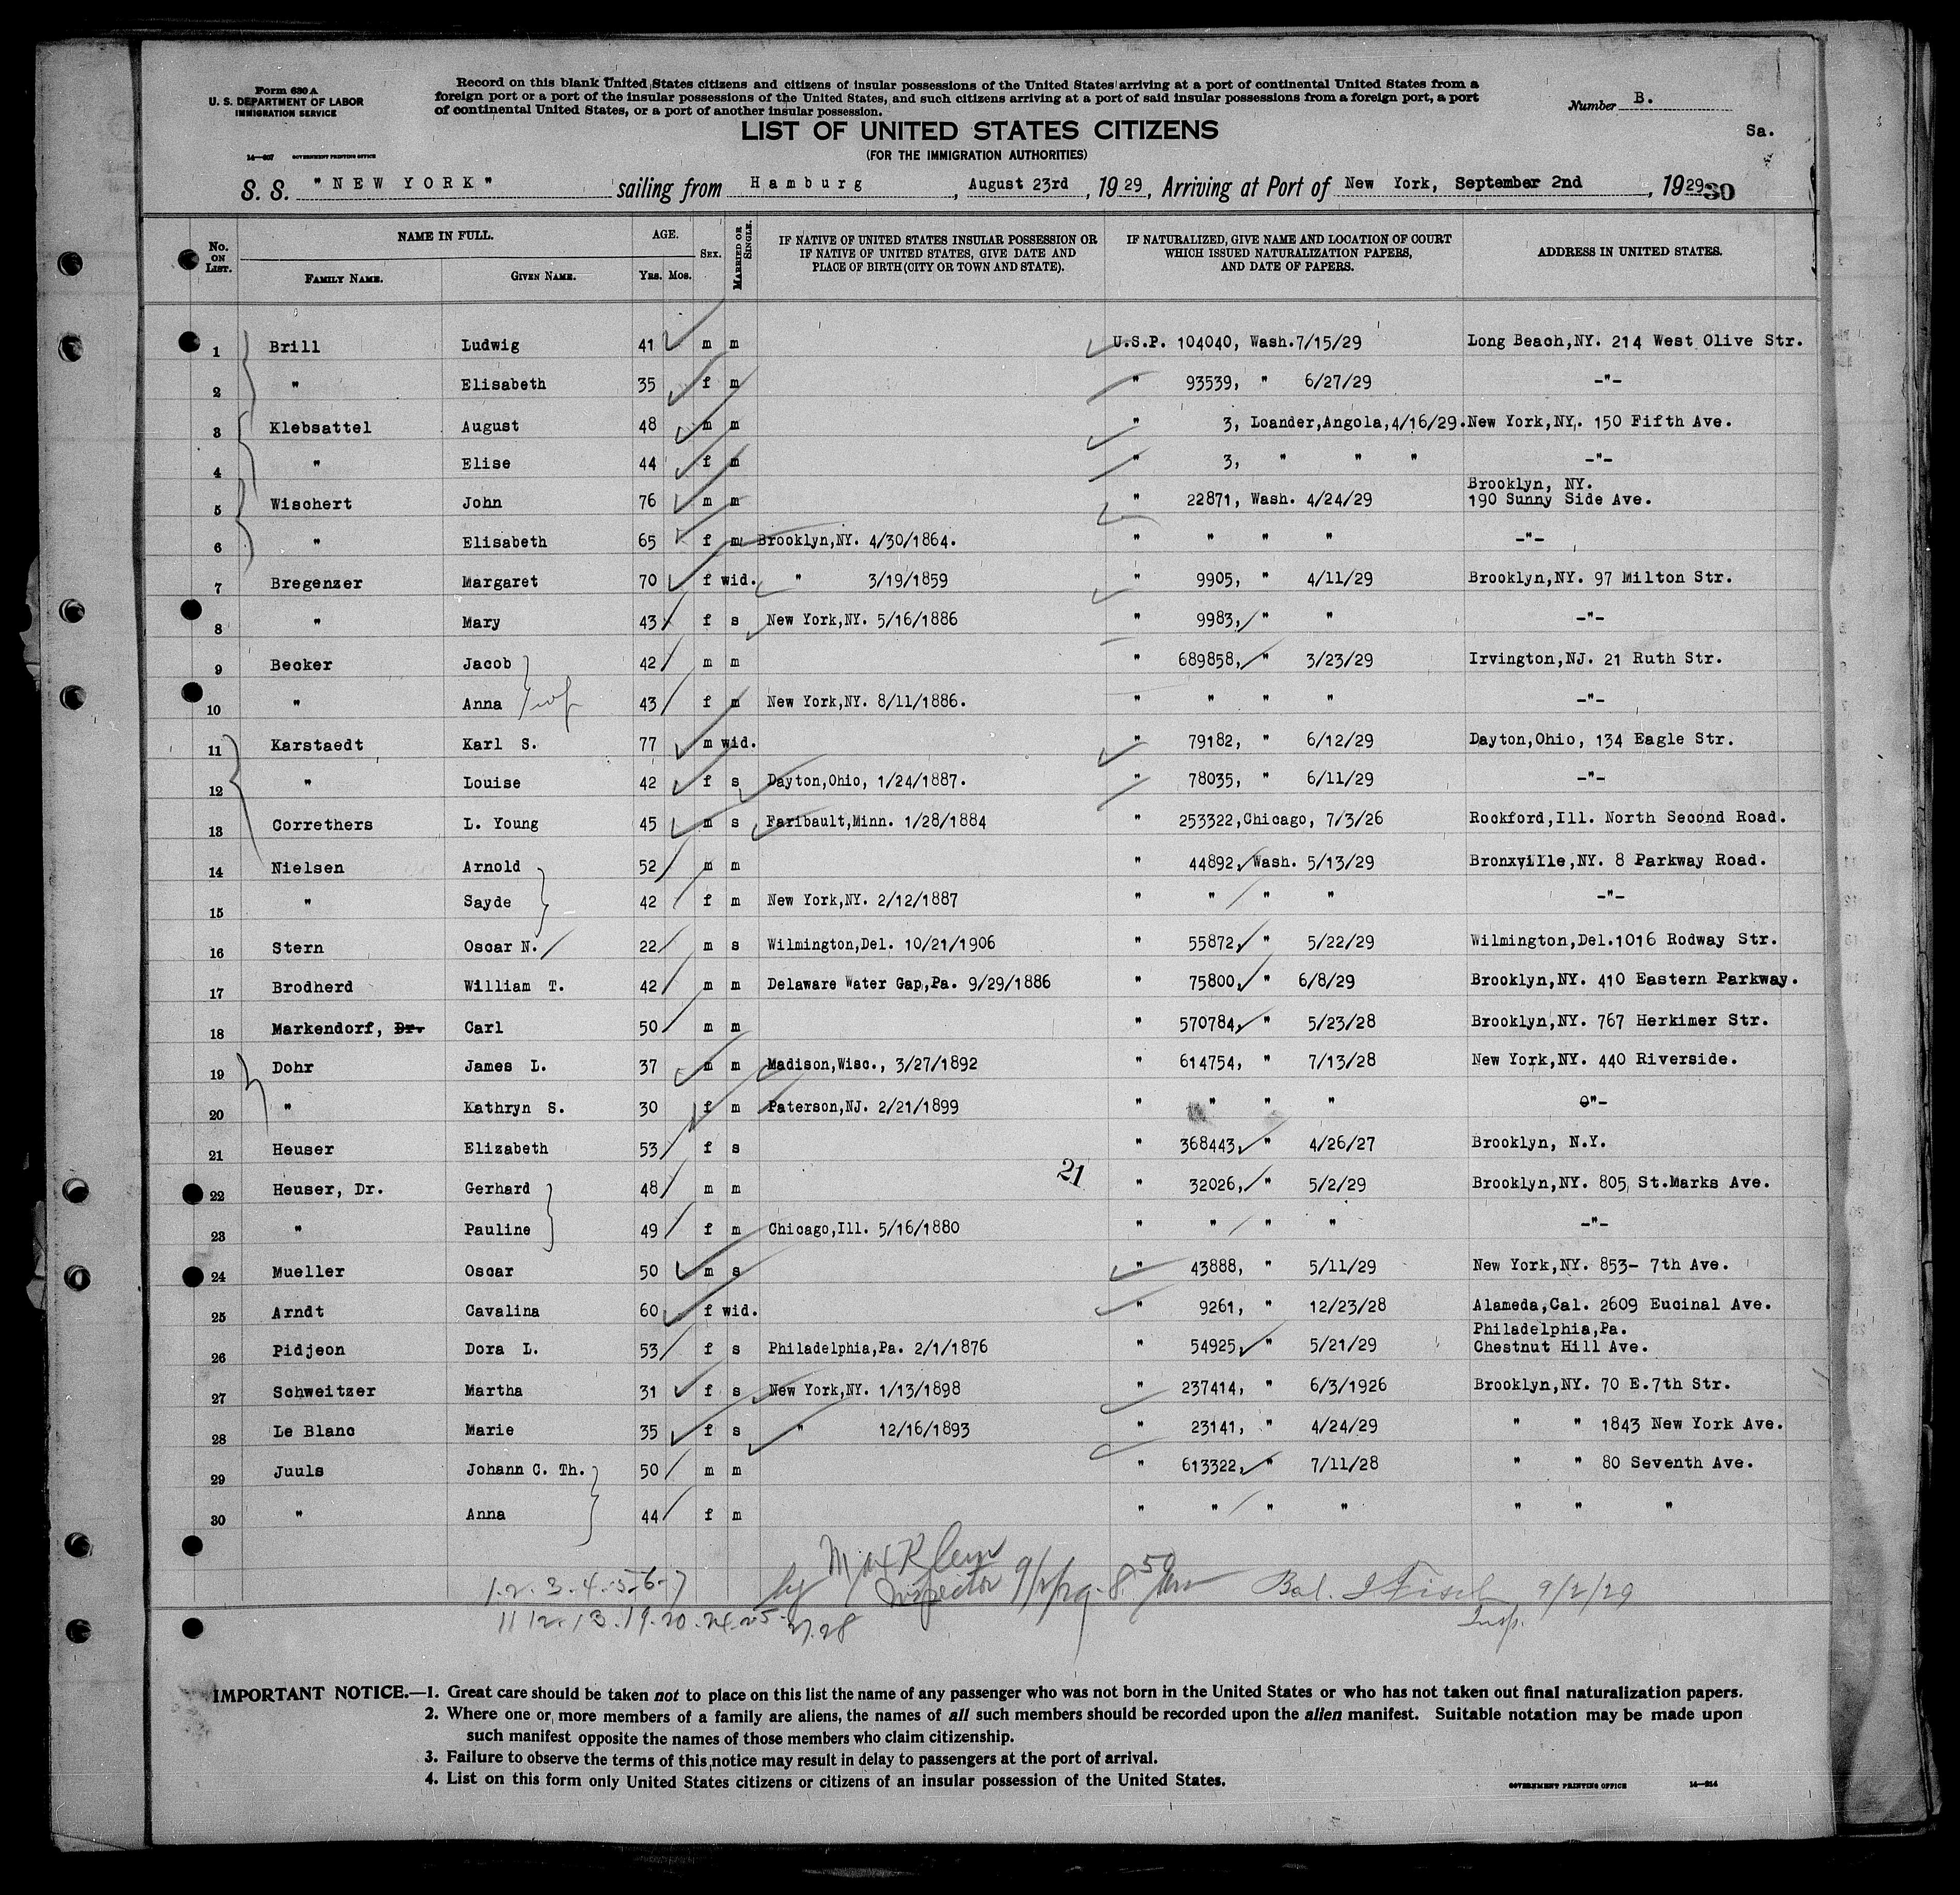 Form 630 A
U. S. DEPARTMENT OF LABOR
IMMIGRATION SERVICE
14—207 GOVERNMENT PRINTING OFFICE
Record on this blank United States citizens and citizens of insular possessions of the United States arriving at a port of continental United States from a
foreign port or a port of the insular possessions of the United States, and such citizens arriving at a port of said insular possessions from a foreign port, a port
of continental United States, or a port of another insular possession.
Number B.
Sa.
LIST OF UNITED STATES CITIZENS
(FOR THE IMMIGRATION AUTHORITIES)
S. S. "NEW YORK" sailing from Hamburg, August 23rd, 1929, Arriving at Port of New York, September 2nd, 1929 30
No. ON LIST. NAME IN FULL. FAMILY NAME. GIVEN NAME. AGE. YRS. MOS. SEX. MARRIED OR SINGLE. IF NATIVE OF UNITED STATES INSULAR POSSESSION OR IF NATIVE OF UNITED STATES, GIVE DATE AND PLACE OF BIRTH (CITY OR TOWN AND STATE). IF NATURALIZED, GIVE NAME AND LOCATION OF COURT WHICH ISSUED NATURALIZATION PAPERS, AND DATE OF PAPERS. ADDRESS IN UNITED STATES.
1 Brill Ludwig 41 m m U.S.P. 104040, Wash. 7/15/29 Long Beach,NY. 214 West Olive Str.
2 " Elisabeth 35 f m " 93539, " 6/27/29 -"-
3 Klebsattel August 48 m m " 3, Loander,Angola,4/16/29. New York,NY. 150 Fifth Ave.
4 " Elise 44 f m " 3, " " " -"-
5 Wischert John 76 m m " 22871, Wash. 4/24/29 Brooklyn, NY. 190 Sunny Side Ave.
6 " Elisabeth 65 f m Brooklyn,NY. 4/30/1864. " " " " -"-
7 Bregenzer Margaret 70 f wid. " 3/19/1859 " 9905, " 4/11/29 Brooklyn,NY. 97 Milton Str.
8 " Mary 43 f s New York,NY. 5/16/1886 " 9983, " " -"-
9 Becker Jacob 42 m m " 689858, " 3/23/29 Irvington,NJ. 21 Ruth Str.
10 " Anna wf 43 f m New York,NY. 8/11/1886. " " " " -"-
11 Karstaedt Karl S. 77 m wid. " 79182, " 6/12/29 Dayton,Ohio, 134 Eagle Str.
12 " Louise 42 f s Dayton,Ohio, 1/24/1887. " 78035, " 6/11/29 -"-
13 Correthers L. Young 45 m s Faribault,Minn. 1/28/1884 " 253322,Chicago, 7/3/26 Rockford,Ill. North Second Road.
14 Nielsen Arnold 52 m m " 44892, Wash. 5/13/29 Bronxville,NY. 8 Parkway Road.
15 " Sayde 42 f m New York,NY. 2/12/1887 " " " " -"-
16 Stern Oscar N. 22 m s Wilmington,Del. 10/21/1906 " 55872, " 5/22/29 Wilmington,Del.1016 Rodway Str.
17 Brodherd William T. 42 m m Delaware Water Gap,Pa. 9/29/1886 " 75800, " 6/8/29 Brooklyn,NY. 410 Eastern Parkway.
18 Markendorf, Dr. Carl 50 m m " 570784, " 5/23/28 Brooklyn,NY. 767 Herkimer Str.
19 Dohr James L. 37 m m Madison,Wisc., 3/27/1892 " 614754, " 7/13/28 New York,NY. 440 Riverside.
20 " Kathryn S. 30 f m Paterson,NJ. 2/21/1899 " " " " "-
21 Heuser Elizabeth 53 f s " 368443, " 4/26/27 Brooklyn, N.Y.
21
22 Heuser, Dr. Gerhard 48 m m " 32026, " 5/2/29 Brooklyn,NY. 805 St.Marks Ave.
23 " Pauline 49 f m Chicago,Ill. 5/16/1880 " " " " -"-
24 Mueller Oscar 50 m s " 43888, " 5/11/29 New York,NY. 853- 7th Ave.
25 Arndt Cavalina 60 f wid. " 9261, " 12/23/28 Alameda,Cal. 2609 Eucinal Ave.
26 Pidjeon Dora L. 53 f s Philadelphia,Pa. 2/1/1876 " 54925, " 5/21/29 Philadelphia,Pa. Chestnut Hill Ave.
27 Schweitzer Martha 31 f s New York,NY. 1/13/1898 " 237414, " 6/3/1926 Brooklyn,NY. 70 E.7th Str.
28 Le Blanc Marie 35 f s " 12/16/1893 " 23141, " 4/24/29 " " 1843 New York Ave.
29 Juuls Johann C. Th. 50 m m " 613322, " 7/11/28 " " 80 Seventh Ave.
30 " Anna 44 f m " " " " " " "
1.2.3.4.5-6-7 by Max Klein Inspector 9/2/29 - 8 50 am Bal. 9/2/29
11 12.13.19.20.24.25.27.28 Insp.
IMPORTANT NOTICE.—1. Great care should be taken not to place on this list the name of any passenger who was not born in the United States or who has not taken out final naturalization papers.
2. Where one or more members of a family are aliens, the names of all such members should be recorded upon the alien manifest. Suitable notation may be made upon
such manifest opposite the names of those members who claim citizenship.
3. Failure to observe the terms of this notice may result in delay to passengers at the port of arrival.
4. List on this form only United States citizens or citizens of an insular possession of the United States.
GOVERNMENT PRINTING OFFICE 14—214